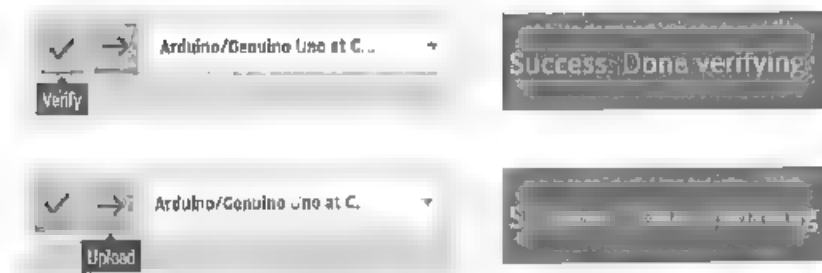 Arduino/Genuino Uno at C...
Success: Done verifying
Verify
Arduino/Genuino Uno at C.
Upload